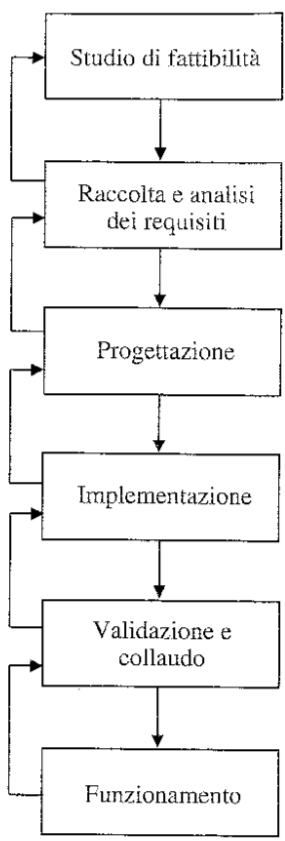 Studio di fattibilità
Raccolta e analisi
dei requisiti
Progettazione
Implementazione
Validazione e
collaudo
Funzionamento